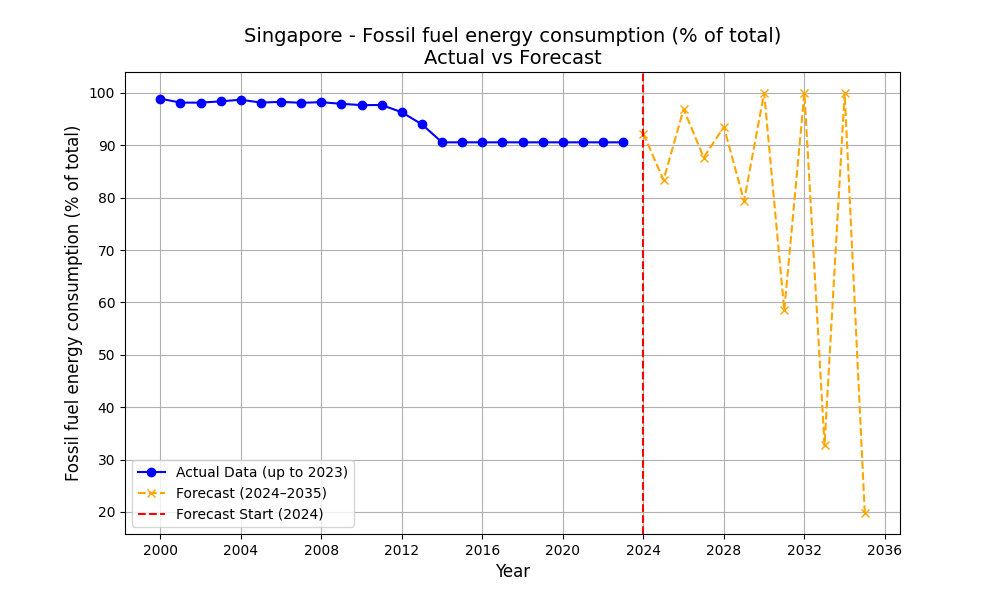 Singapore - Fossil fuel energy consumption (% of total)
Actual vs Forecast
Fossil fuel energy consumption (% of total)
100
90
80
70
60
50
40
30
20
Actual Data (up to 2023)
Forecast (2024–2035)
Forecast Start (2024)
2000 2004 2008 2012 2016 2020 2024 2028 2032 2036
Year